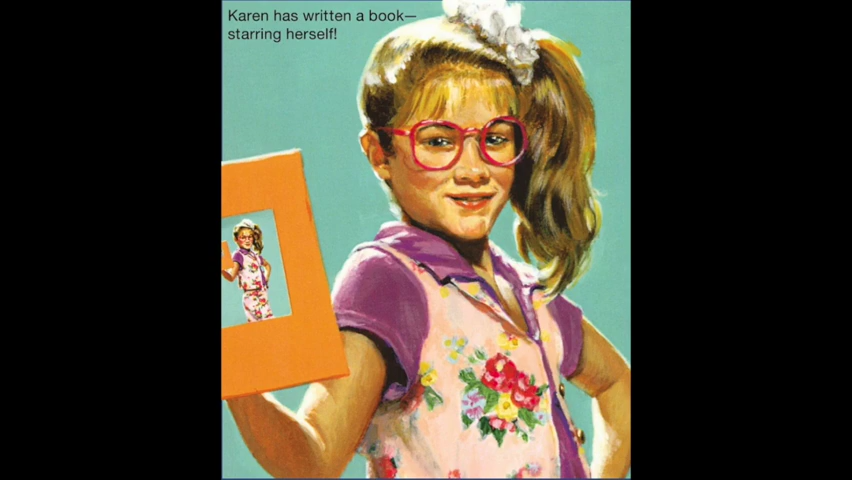 Karen has written a book—
starring herself!